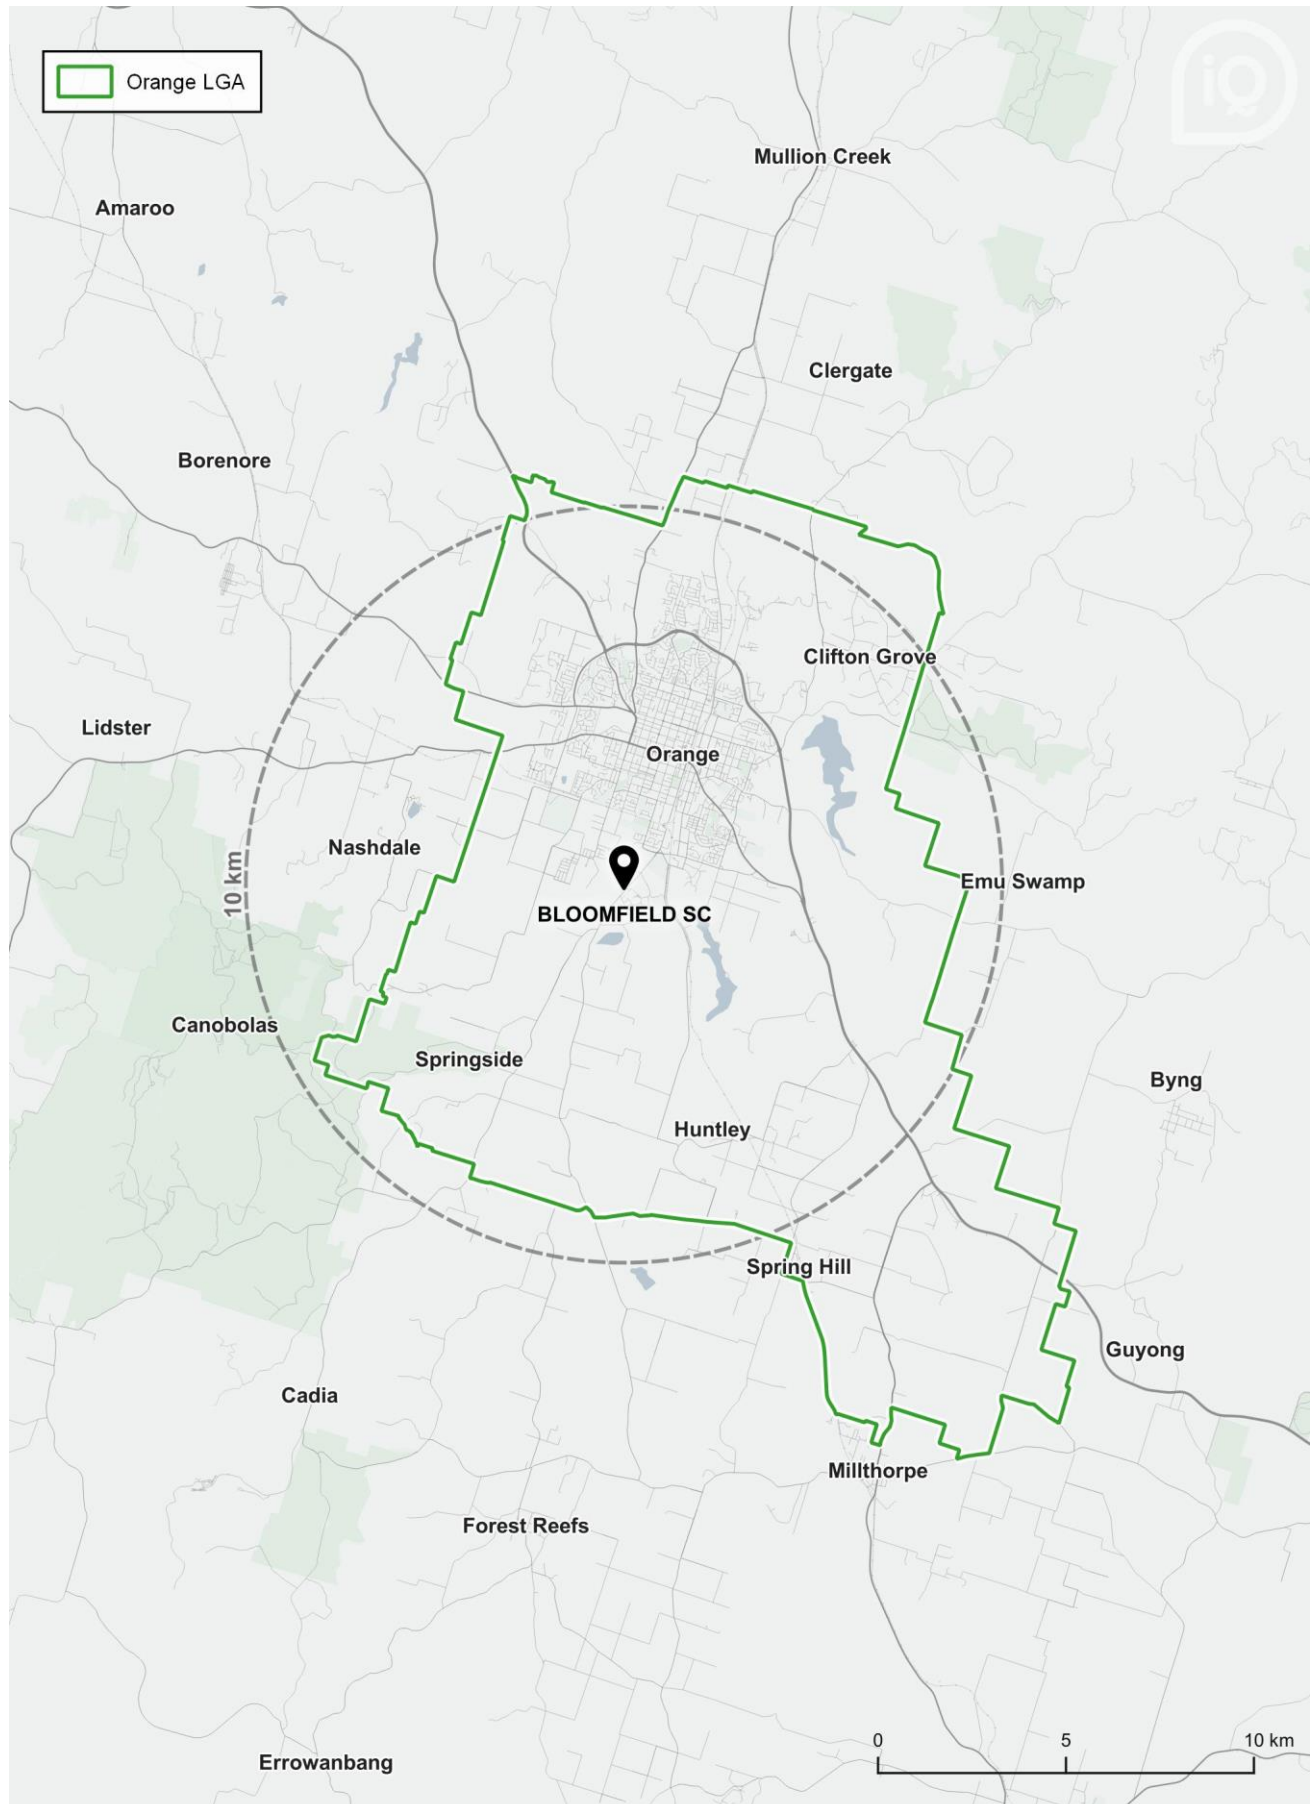 Orange LGA
iQ
Mullion Creek
Amaroo
Clergate
Borenore
Clifton Grove
Lidster
Orange
Nashdale
10 km
Emu Swamp
BLOOMFIELD SC
Canobolas
Springside
Byng
Huntley
Spring Hill
Guyong
Cadia
Millthorpe
Forest Reefs
0 5 10 km
Errowanbang